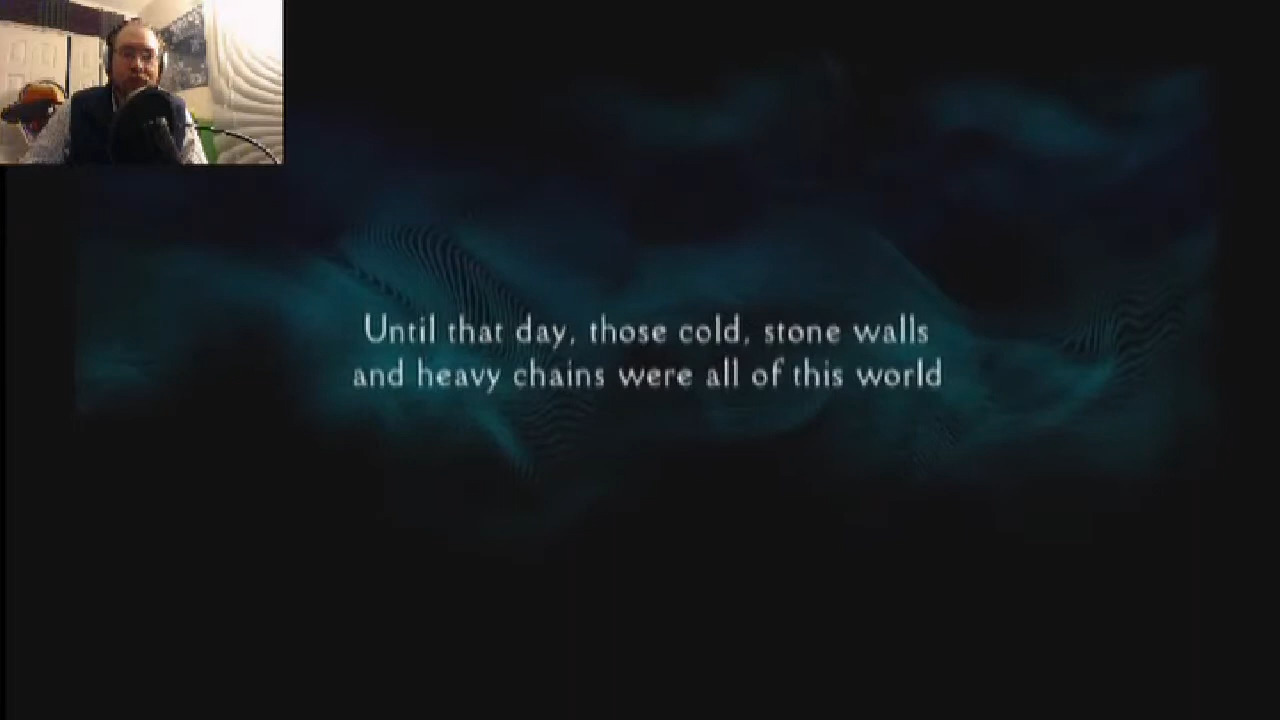 Until that day, those cold, stone walls
and heavy chains were all of this world